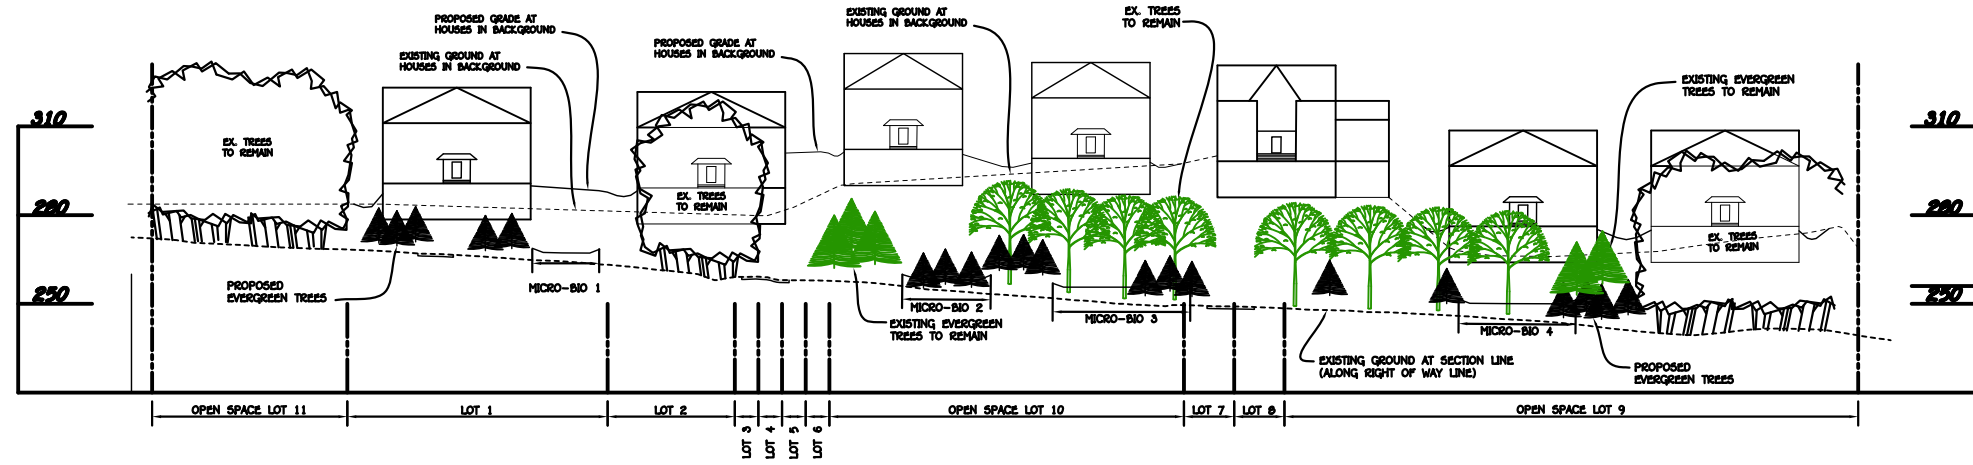 PROPOSED GRADE AT
HOUSES IN BACKGROUND
EXISTING GROUND AT
HOUSES IN BACKGROUND
PROPOSED GRADE AT
HOUSES IN BACKGROUND
EXISTING GROUND AT
HOUSES IN BACKGROUND
EX. TREES
TO REMAIN
EXISTING EVERGREEN
TREES TO REMAIN
310
310
EX. TREES
TO REMAIN
EX. TREES
TO REMAIN
280
280
EX. TREES
TO REMAIN
250
250
PROPOSED
EVERGREEN TREES
MICRO-BIO 1
MICRO-BIO 2
MICRO-BIO 3
MICRO-BIO 4
EXISTING EVERGREEN
TREES TO REMAIN
EXISTING GROUND AT SECTION LINE
(ALONG RIGHT OF WAY LINE)
PROPOSED
EVERGREEN TREES
OPEN SPACE LOT 11
LOT 1
LOT 2
LOT 3
LOT 4
LOT 5
LOT 6
OPEN SPACE LOT 10
LOT 7
LOT 8
OPEN SPACE LOT 9